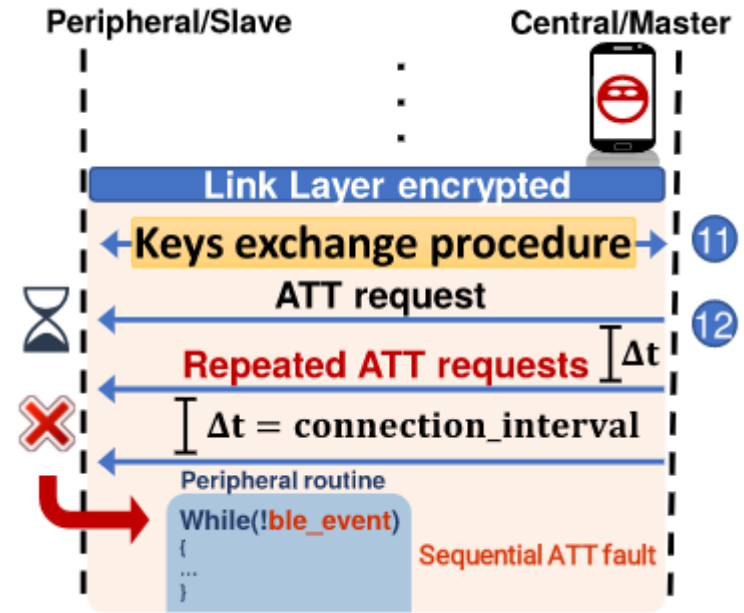 Peripheral/Slave
Central/Master
Link Layer encrypted
Keys exchange procedure
11
ATT request
12
Repeated ATT requests
Δt
Δt = connection_interval
Peripheral routine
While(!ble_event)
{
...
}
Sequential ATT fault